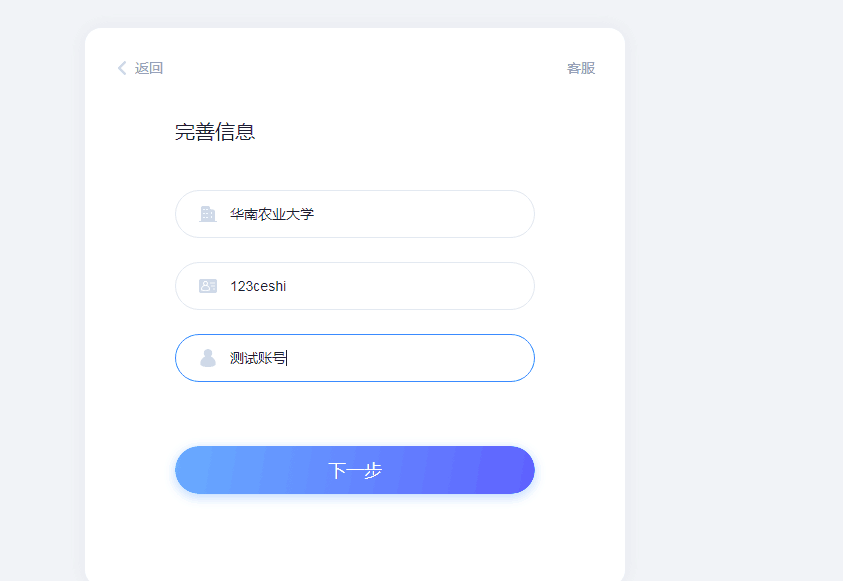 返回
客服
完善信息
华南农业大学
123ceshi
测试账号
下一步